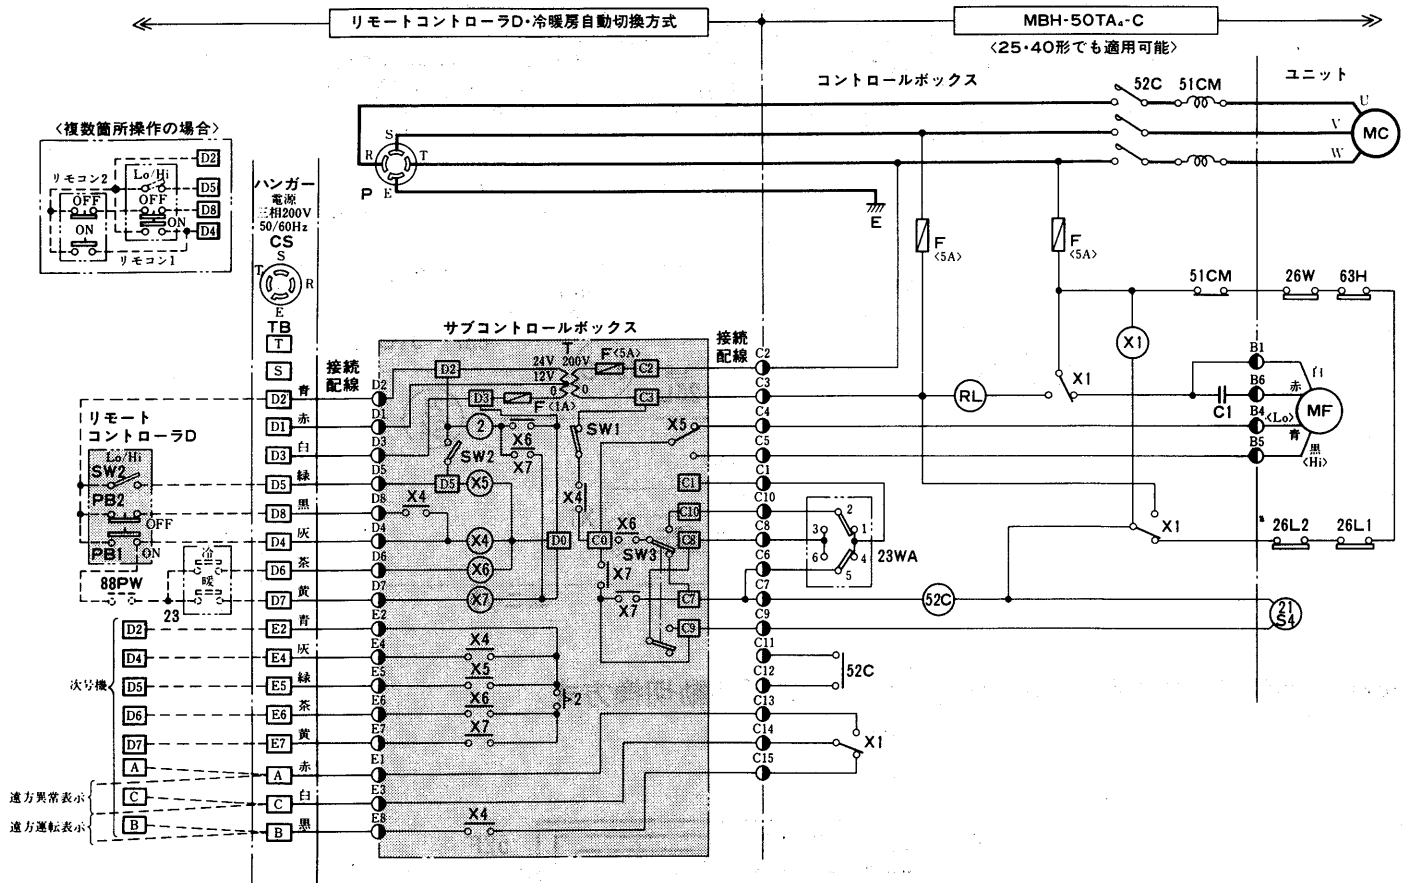 リモートコントローラD・冷暖房自動切換方式
MBH-50TA₄-C
〈25・40形でも適用可能〉
コントロールボックス
52C
51CM
ユニット
U
V
W
MC
〈複数箇所操作の場合〉
リモコン2
Lo/Hi
OFF
ON
OFF
ON
D2
D5
D8
D4
リモコン1
ハンガー
電源
三相200V
50/60Hz
CS
S
T
R
E
TB
S
R
T
P
E
E
F
〈5A〉
F
〈5A〉
51CM
26W
63H
X1
X1
RL
C1
B1
B6
B4
B5
白
赤
〈Lo〉
青
黒
〈Hi〉
MF
サブコントロールボックス
接続
配線
接続
配線
T
24V
200V
12V
0
0
F〈5A〉
F〈1A〉
D2
D3
C2
C3
2
SW2
X6
X7
SW1
X5
D5
X5
X4
X4
X4
X6
X7
D0
C0
X6
SW3
X7
X7
C1
C10
C8
C7
C9
T
S
D2
D1
D3
D5
D8
D4
D6
D7
E2
E4
E5
E6
E7
A
C
B
青
赤
白
緑
黒
灰
茶
黄
青
灰
緑
茶
黄
赤
白
黒
D2
D1
D3
D5
D8
D4
D6
D7
E2
E4
E5
E6
E7
E1
E3
E8
リモート
コントローラD
Lo/Hi
SW2
PB2
OFF
PB1
ON
88PW
冷
暖
23
次号機
D2
D4
D5
D6
D7
A
C
B
遠方異常表示
遠方運転表示
X4
X5
X6
X7
2
X4
C2
C3
C4
C5
C1
C10
C8
C6
C7
C9
C11
C12
C13
C14
C15
2
3
1
6
4
5
23WA
52C
X1
26L2
26L1
21
S4
52C
X1